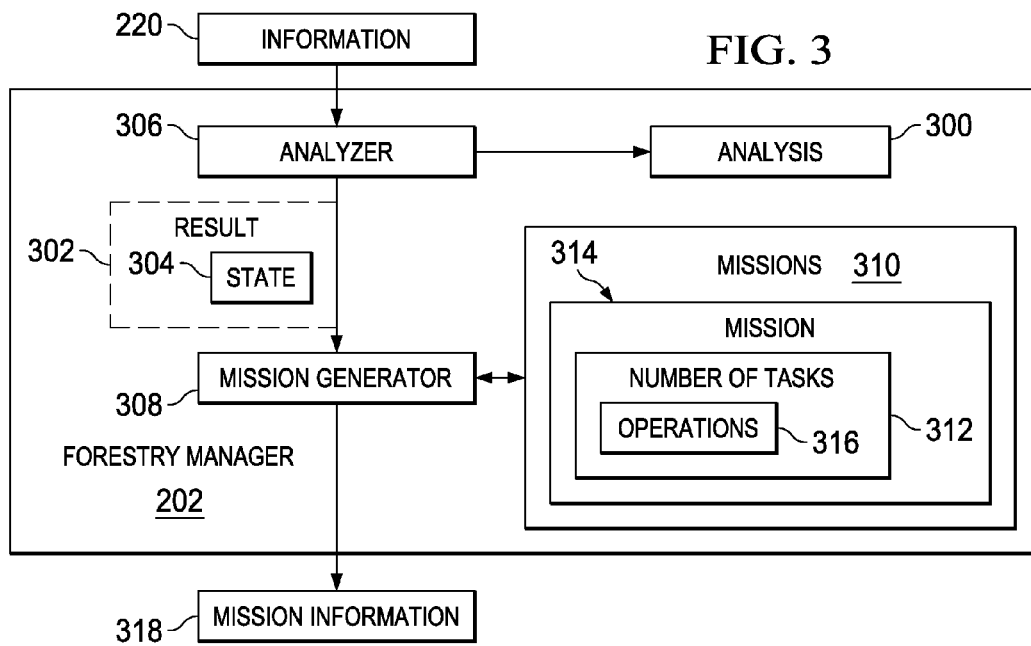 220
INFORMATION
FIG. 3
306
ANALYZER
ANALYSIS
300
RESULT
302
304
STATE
314
MISSIONS 310
MISSION
MISSION GENERATOR
308
NUMBER OF TASKS
OPERATIONS
316
312
FORESTRY MANAGER
202
MISSION INFORMATION
318